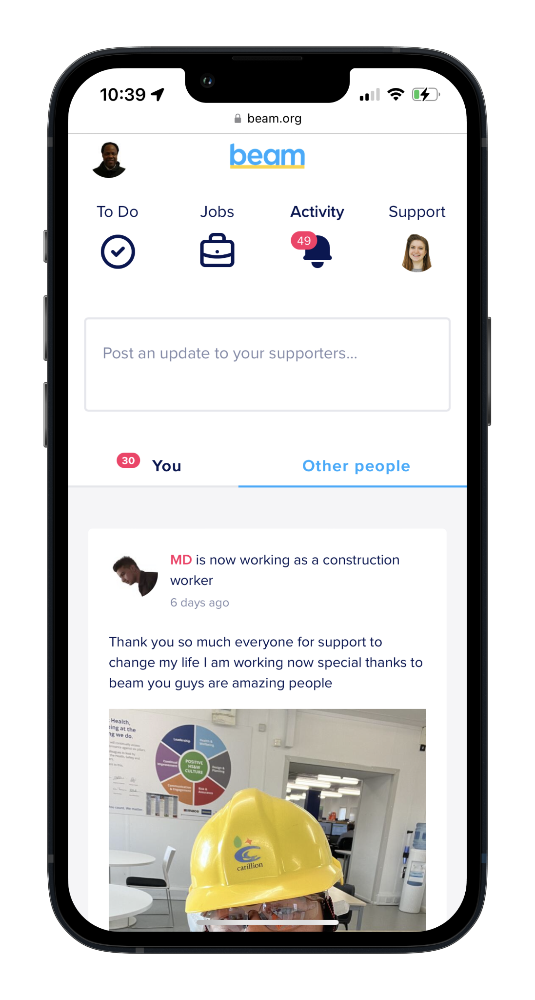 10:39
beam.org
beam
To Do
Jobs
Activity
Support
49
Post an update to your supporters...
30
You
Other people
MD is now working as a construction
worker
6 days ago
Thank you so much everyone for support to
change my life I am working now special thanks to
beam you guys are amazing people
Health,
eing at the
ng we do.
Leadership
Health &
Wellbeing
Continual
Improvement
POSITIVE
HS&W
CULTURE
Design &
Planning
Communication
& Engagement
Risk &
Assurance
You count. We matter.
mace
carillion